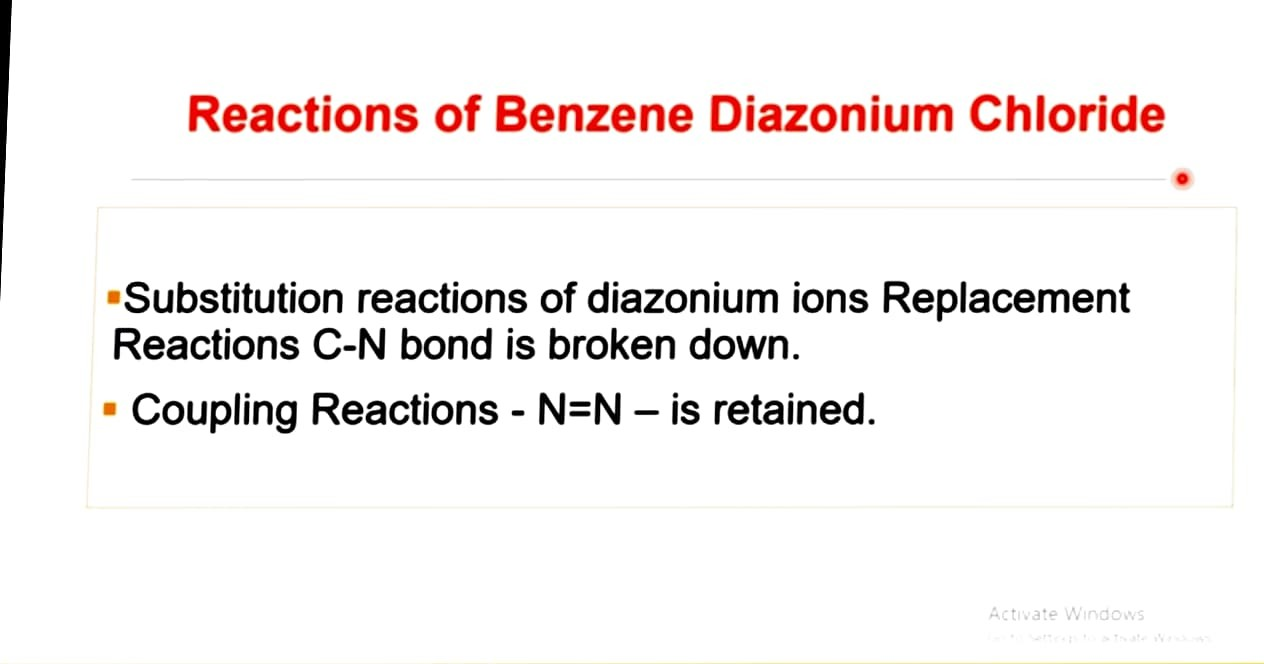 Reactions of Benzene Diazonium Chloride
▪Substitution reactions of diazonium ions Replacement
Reactions C-N bond is broken down.
▪ Coupling Reactions - N=N – is retained.
Activate Windows